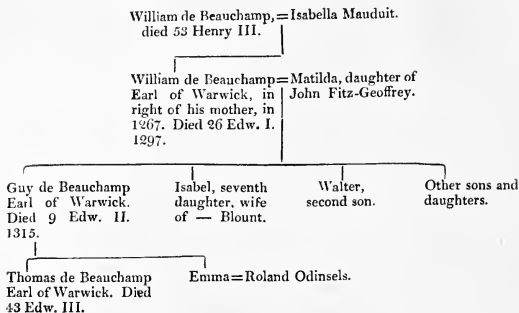 William de Beauchamp,=Isabella Mauduit.
died 53 Henry III.
William de Beauchamp=Matilda, daughter of
Earl of Warwick, in John Fitz-Geoffrey.
right of his mother, in
1267. Died 26 Edw. I.
1297.
Guy de Beauchamp
Earl of Warwick.
Died 9 Edw. II.
1315.
Isabel, seventh
daughter, wife
of — Blount.
Walter,
second son.
Other sons and
daughters.
Thomas de Beauchamp
Earl of Warwick. Died
43 Edw. III.
Emma=Roland Odinsels.